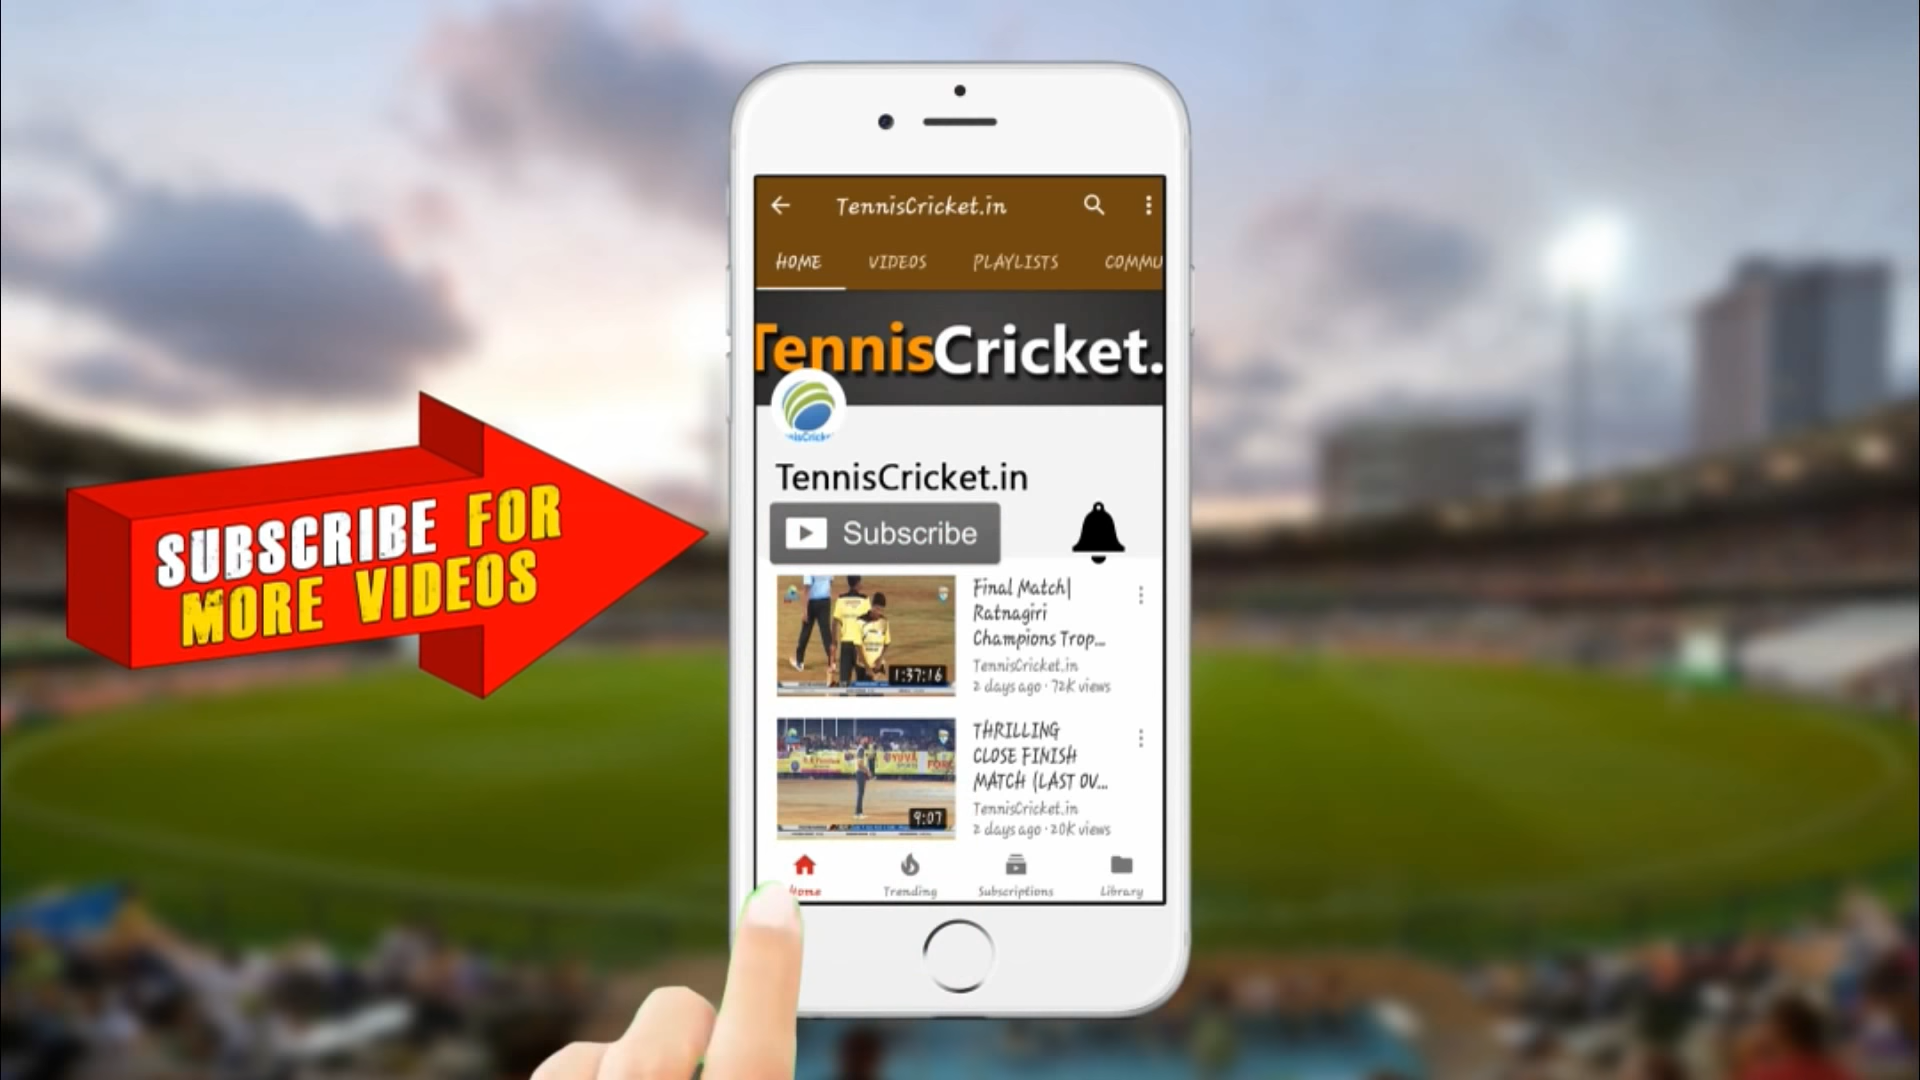 SUBSCRIBE FOR
MORE VIDEOS
TennisCricket.in
HOME VIDEOS PLAYLISTS COMMU
TennisCricket.
TennisCricket.in
Subscribe
Final Match|
Ratnagiri
Champions Trop...
TennisCricket.in
2 days ago · 72K views
1:37:16
THRILLING
CLOSE FINISH
MATCH (LAST OV...
TennisCricket.in
2 days ago · 20K views
YUVA
9:07
Home Trending Subscriptions Library